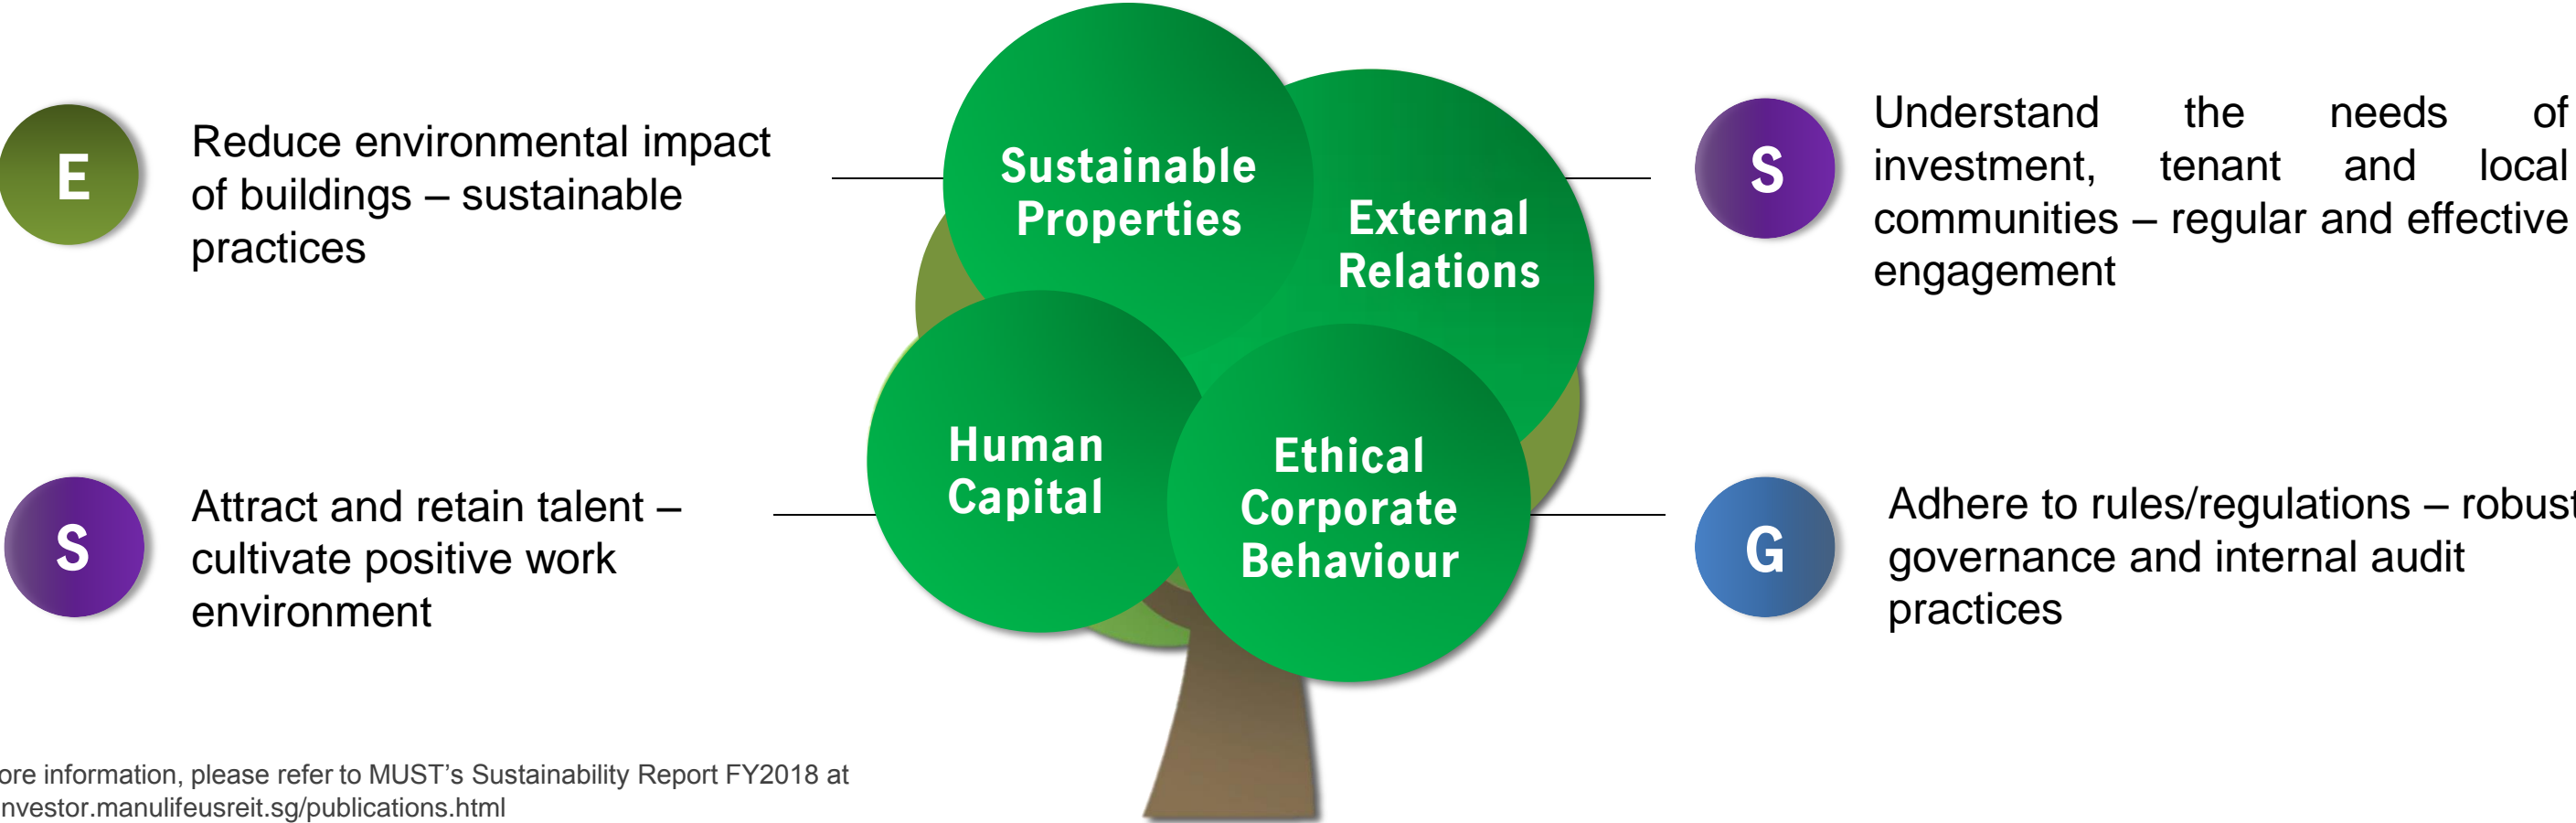 E
Reduce environmental impact
of buildings – sustainable
practices
Sustainable
Properties
External
Relations
S
Understand the needs of
investment, tenant and local
communities – regular and effective
engagement
S
Attract and retain talent –
cultivate positive work
environment
Human
Capital
Ethical
Corporate
Behaviour
G
Adhere to rules/regulations – robust
governance and internal audit
practices
ore information, please refer to MUST's Sustainability Report FY2018 at
investor.manulifeusreit.sg/publications.html